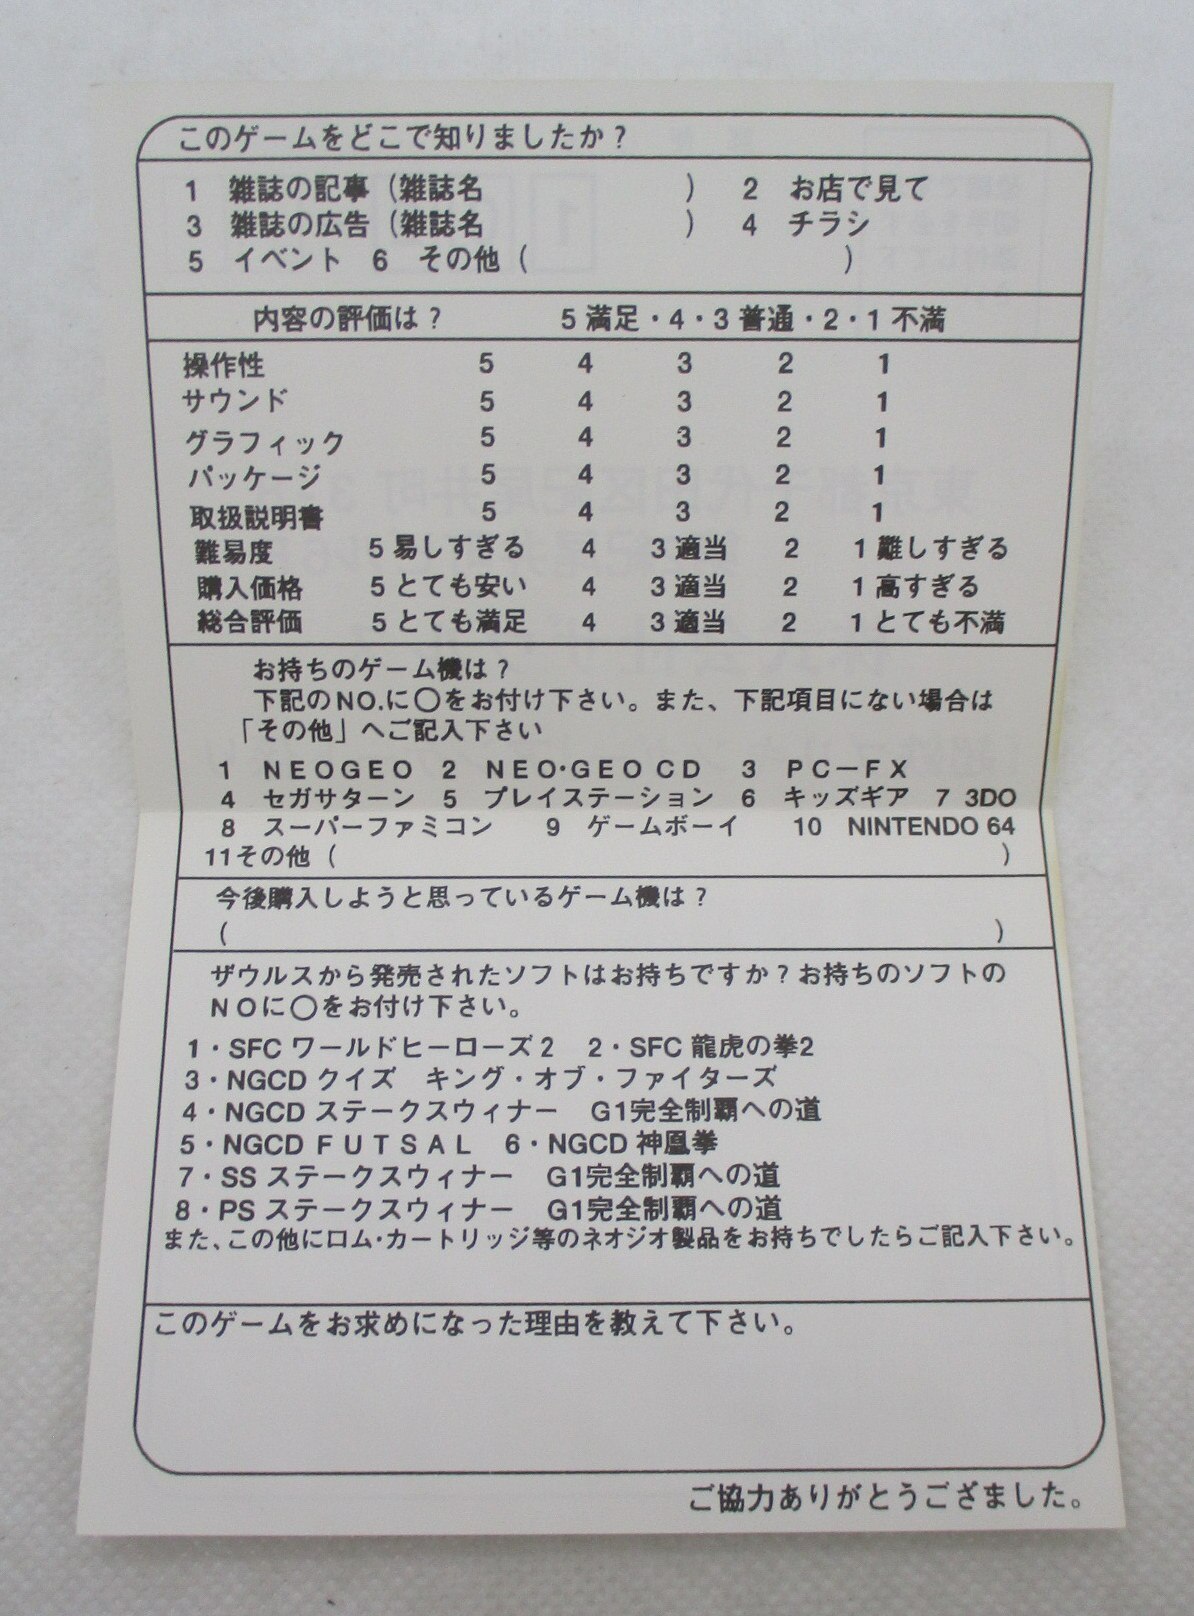 このゲームをどこで知りましたか？
1　雑誌の記事（雑誌名　　　　　　　）　2　お店で見て
3　雑誌の広告（雑誌名　　　　　　　）　4　チラシ
5　イベント　6　その他（　　　　　　　　　　　）
内容の評価は？　　　5 満足・4・3 普通・2・1 不満
操作性　5　4　3　2　1
サウンド　5　4　3　2　1
グラフィック　5　4　3　2　1
パッケージ　5　4　3　2　1
取扱説明書　5　4　3　2　1
難易度　5 易しすぎる　4　3 適当　2　1 難しすぎる
購入価格　5 とても安い　4　3 適当　2　1 高すぎる
総合評価　5 とても満足　4　3 適当　2　1 とても不満
お持ちのゲーム機は？
下記のNO.に○をお付け下さい。また、下記項目にない場合は
「その他」へご記入下さい
1　NEOGEO　2　NEO・GEO CD　3　PC－FX
4　セガサターン　5　プレイステーション　6　キッズギア　7　3DO
8　スーパーファミコン　9　ゲームボーイ　10　NINTENDO 64
11その他（　　　　　　　　　　　　　　　　）
今後購入しようと思っているゲーム機は？
（　　　　　　　　　　　　　　　　　　　　）
ザウルスから発売されたソフトはお持ちですか？お持ちのソフトの
NOに○をお付け下さい。
1・SFC ワールドヒーローズ2　2・SFC 龍虎の拳2
3・NGCD クイズ　キング・オブ・ファイターズ
4・NGCD ステークスウィナー　G1完全制覇への道
5・NGCD FUTSAL　6・NGCD 神凰拳
7・SS ステークスウィナー　G1完全制覇への道
8・PS ステークスウィナー　G1完全制覇への道
また、この他にロム・カートリッジ等のネオジオ製品をお持ちでしたらご記入下さい。
このゲームをお求めになった理由を教えて下さい。
ご協力ありがとうございました。